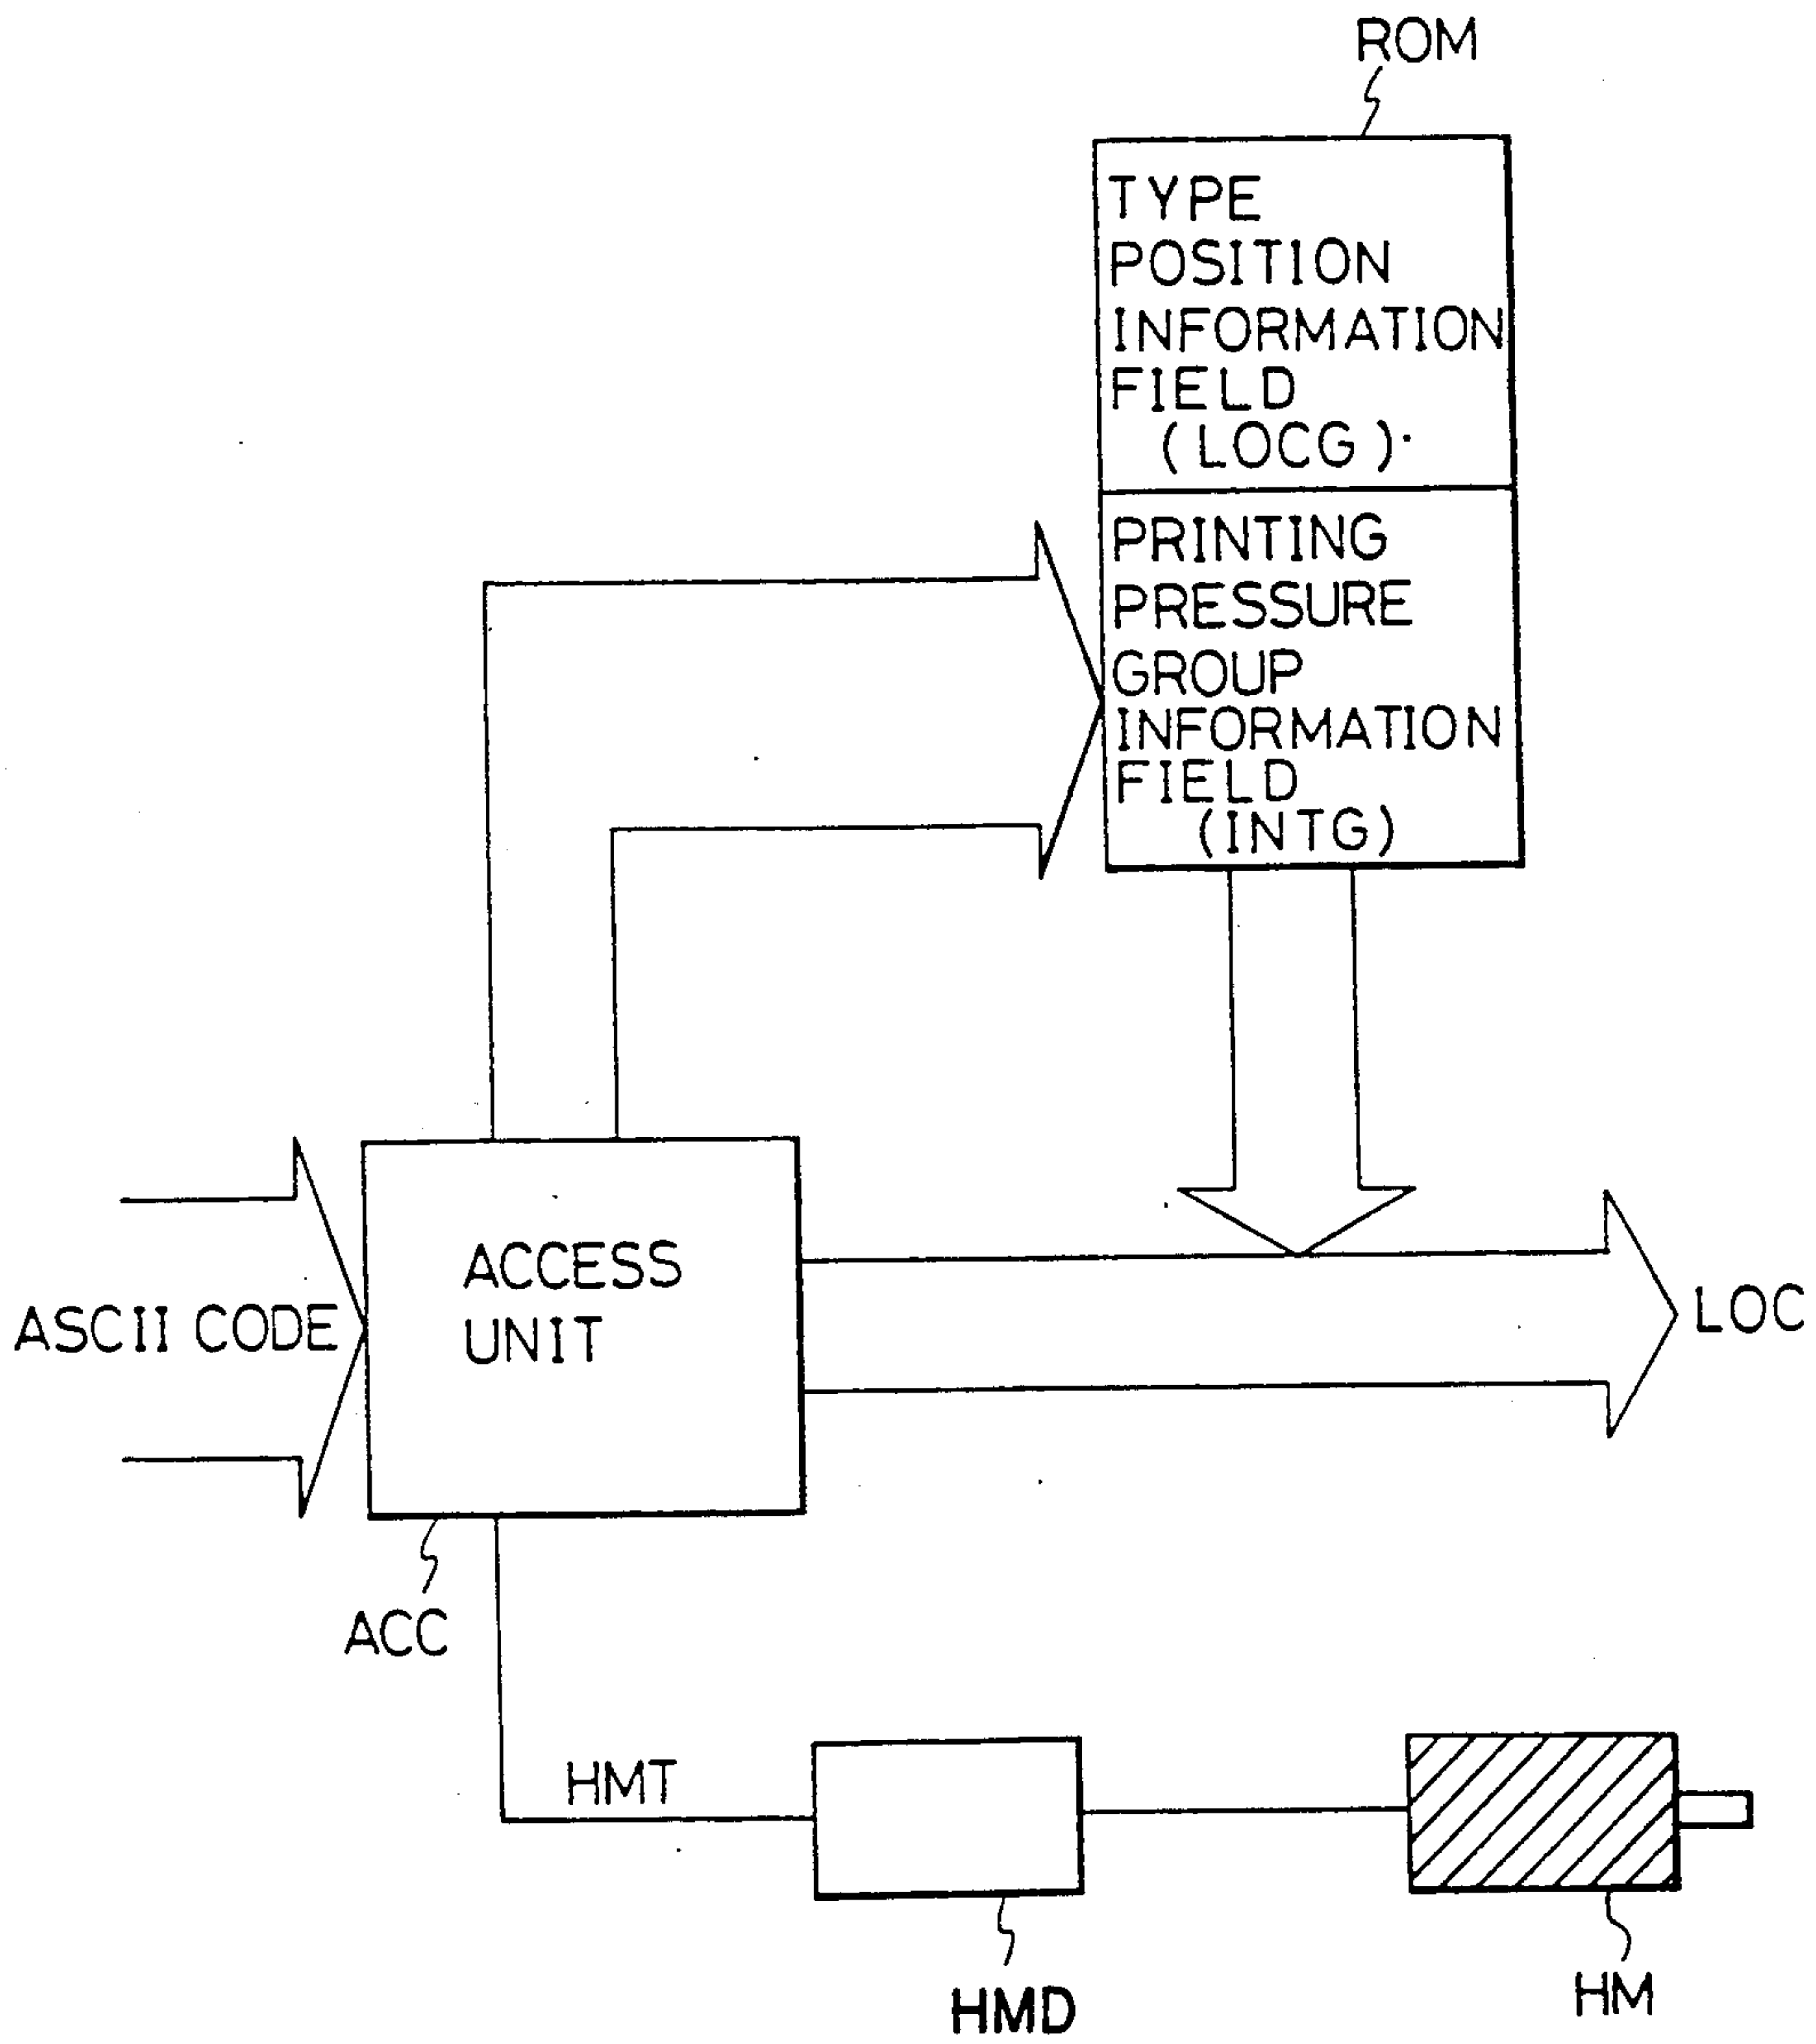 ROM
TYPE
POSITION
INFORMATION
FIELD
(LOCG)
PRINTING
PRESSURE
GROUP
INFORMATION
FIELD
(INTG)
ACCESS
UNIT
ASCII CODE
LOC
ACC
HMT
HMD
HM